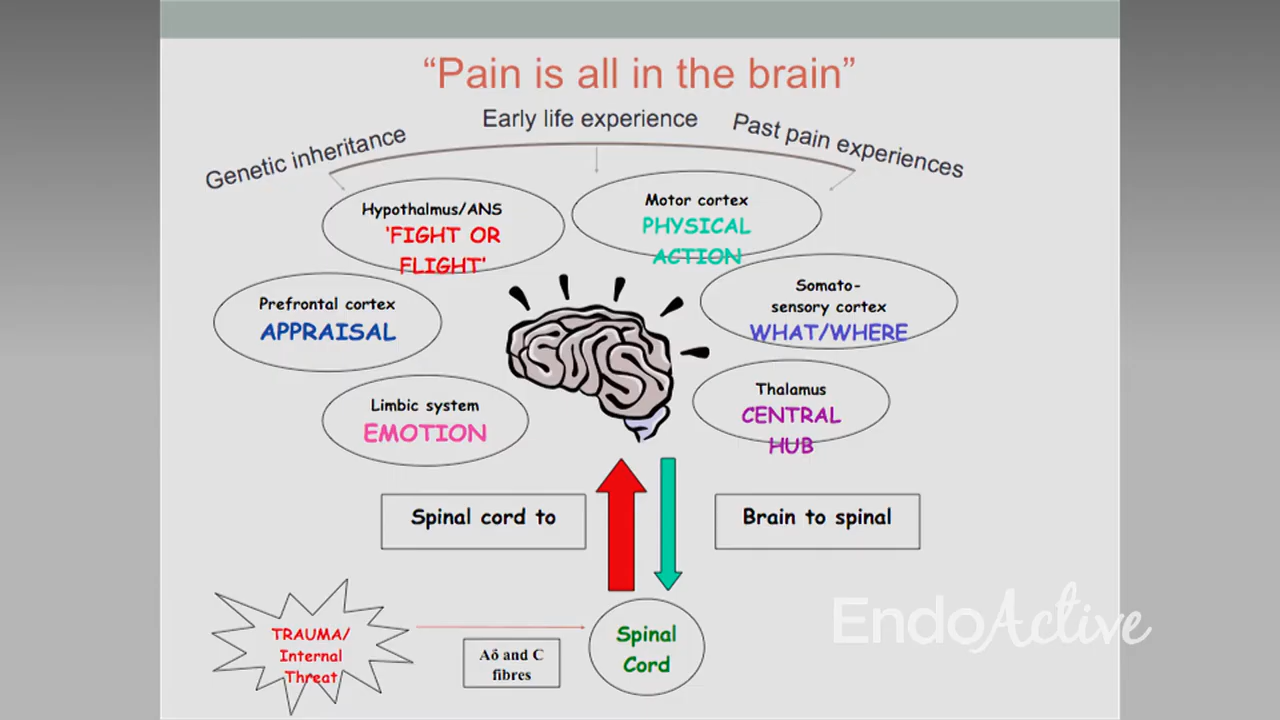 “Pain is all in the brain”
Genetic inheritance
Early life experience
Past pain experiences
Hypothalmus/ANS
‘FIGHT OR
FLIGHT’
Motor cortex
PHYSICAL
ACTION
Prefrontal cortex
APPRAISAL
Somato-
sensory cortex
WHAT/WHERE
Limbic system
EMOTION
Thalamus
CENTRAL
HUB
Spinal cord to
Brain to spinal
TRAUMA/
Internal
Threat
Aδ and C
fibres
Spinal
Cord
EndoActive